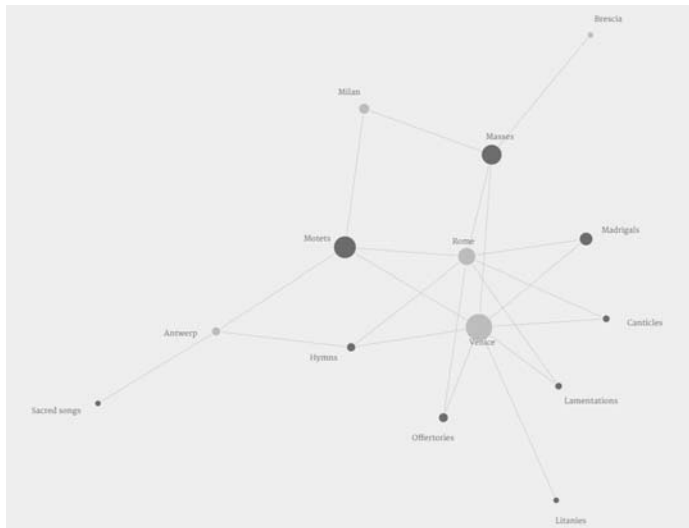 Brescia
Milan
Masses
Motets
Rome
Madrigals
Antwerp
Hymns
Venice
Canticles
Sacred songs
Offertories
Lamentations
Litanies